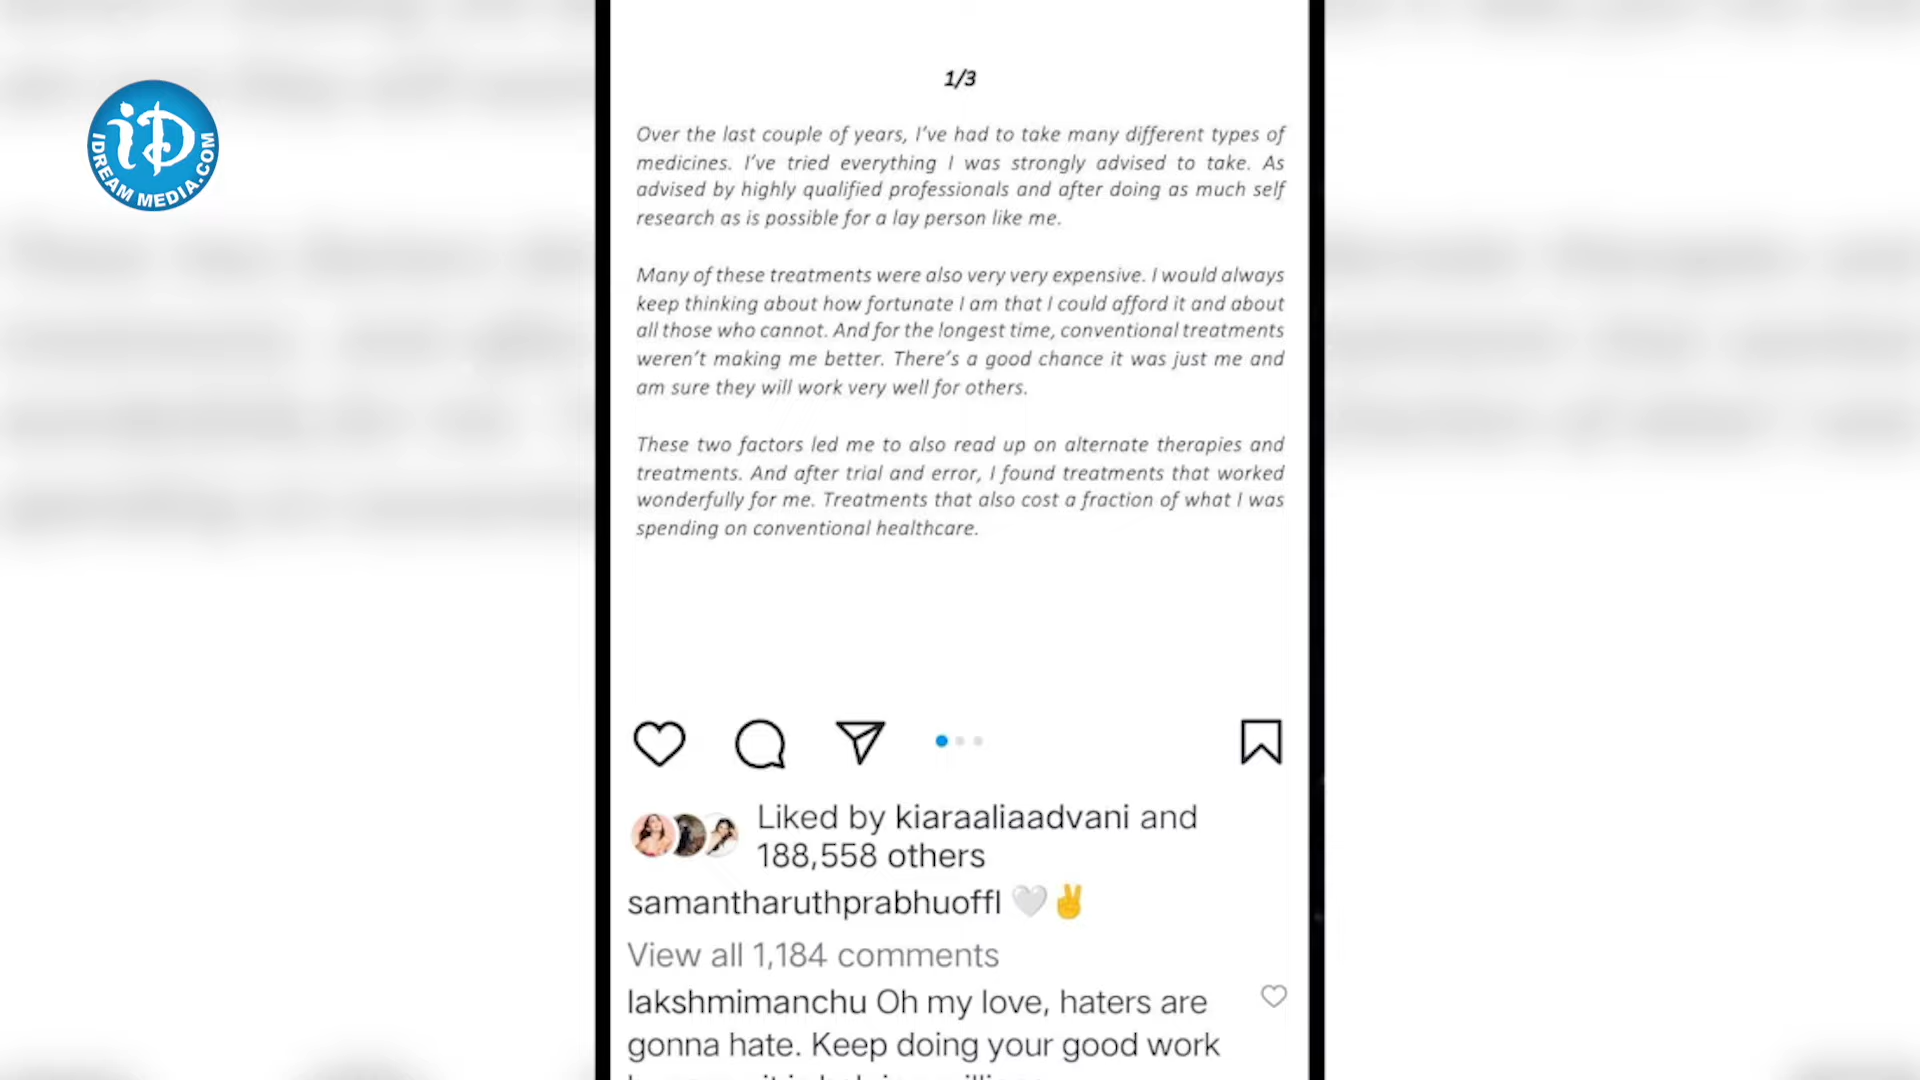 iD
IDREAM MEDIA.COM
1/3
Over the last couple of years, I've had to take many different types of
medicines. I've tried everything I was strongly advised to take. As
advised by highly qualified professionals and after doing as much self
research as is possible for a lay person like me.
Many of these treatments were also very very expensive. I would always
keep thinking about how fortunate I am that I could afford it and about
all those who cannot. And for the longest time, conventional treatments
weren't making me better. There's a good chance it was just me and
am sure they will work very well for others.
These two factors led me to also read up on alternate therapies and
treatments. And after trial and error, I found treatments that worked
wonderfully for me. Treatments that also cost a fraction of what I was
spending on conventional healthcare.
Liked by kiaraaliaadvani and
188,558 others
samantharuthprabhuoffl 🤍✌️
View all 1,184 comments
lakshmimanchu Oh my love, haters are
gonna hate. Keep doing your good work